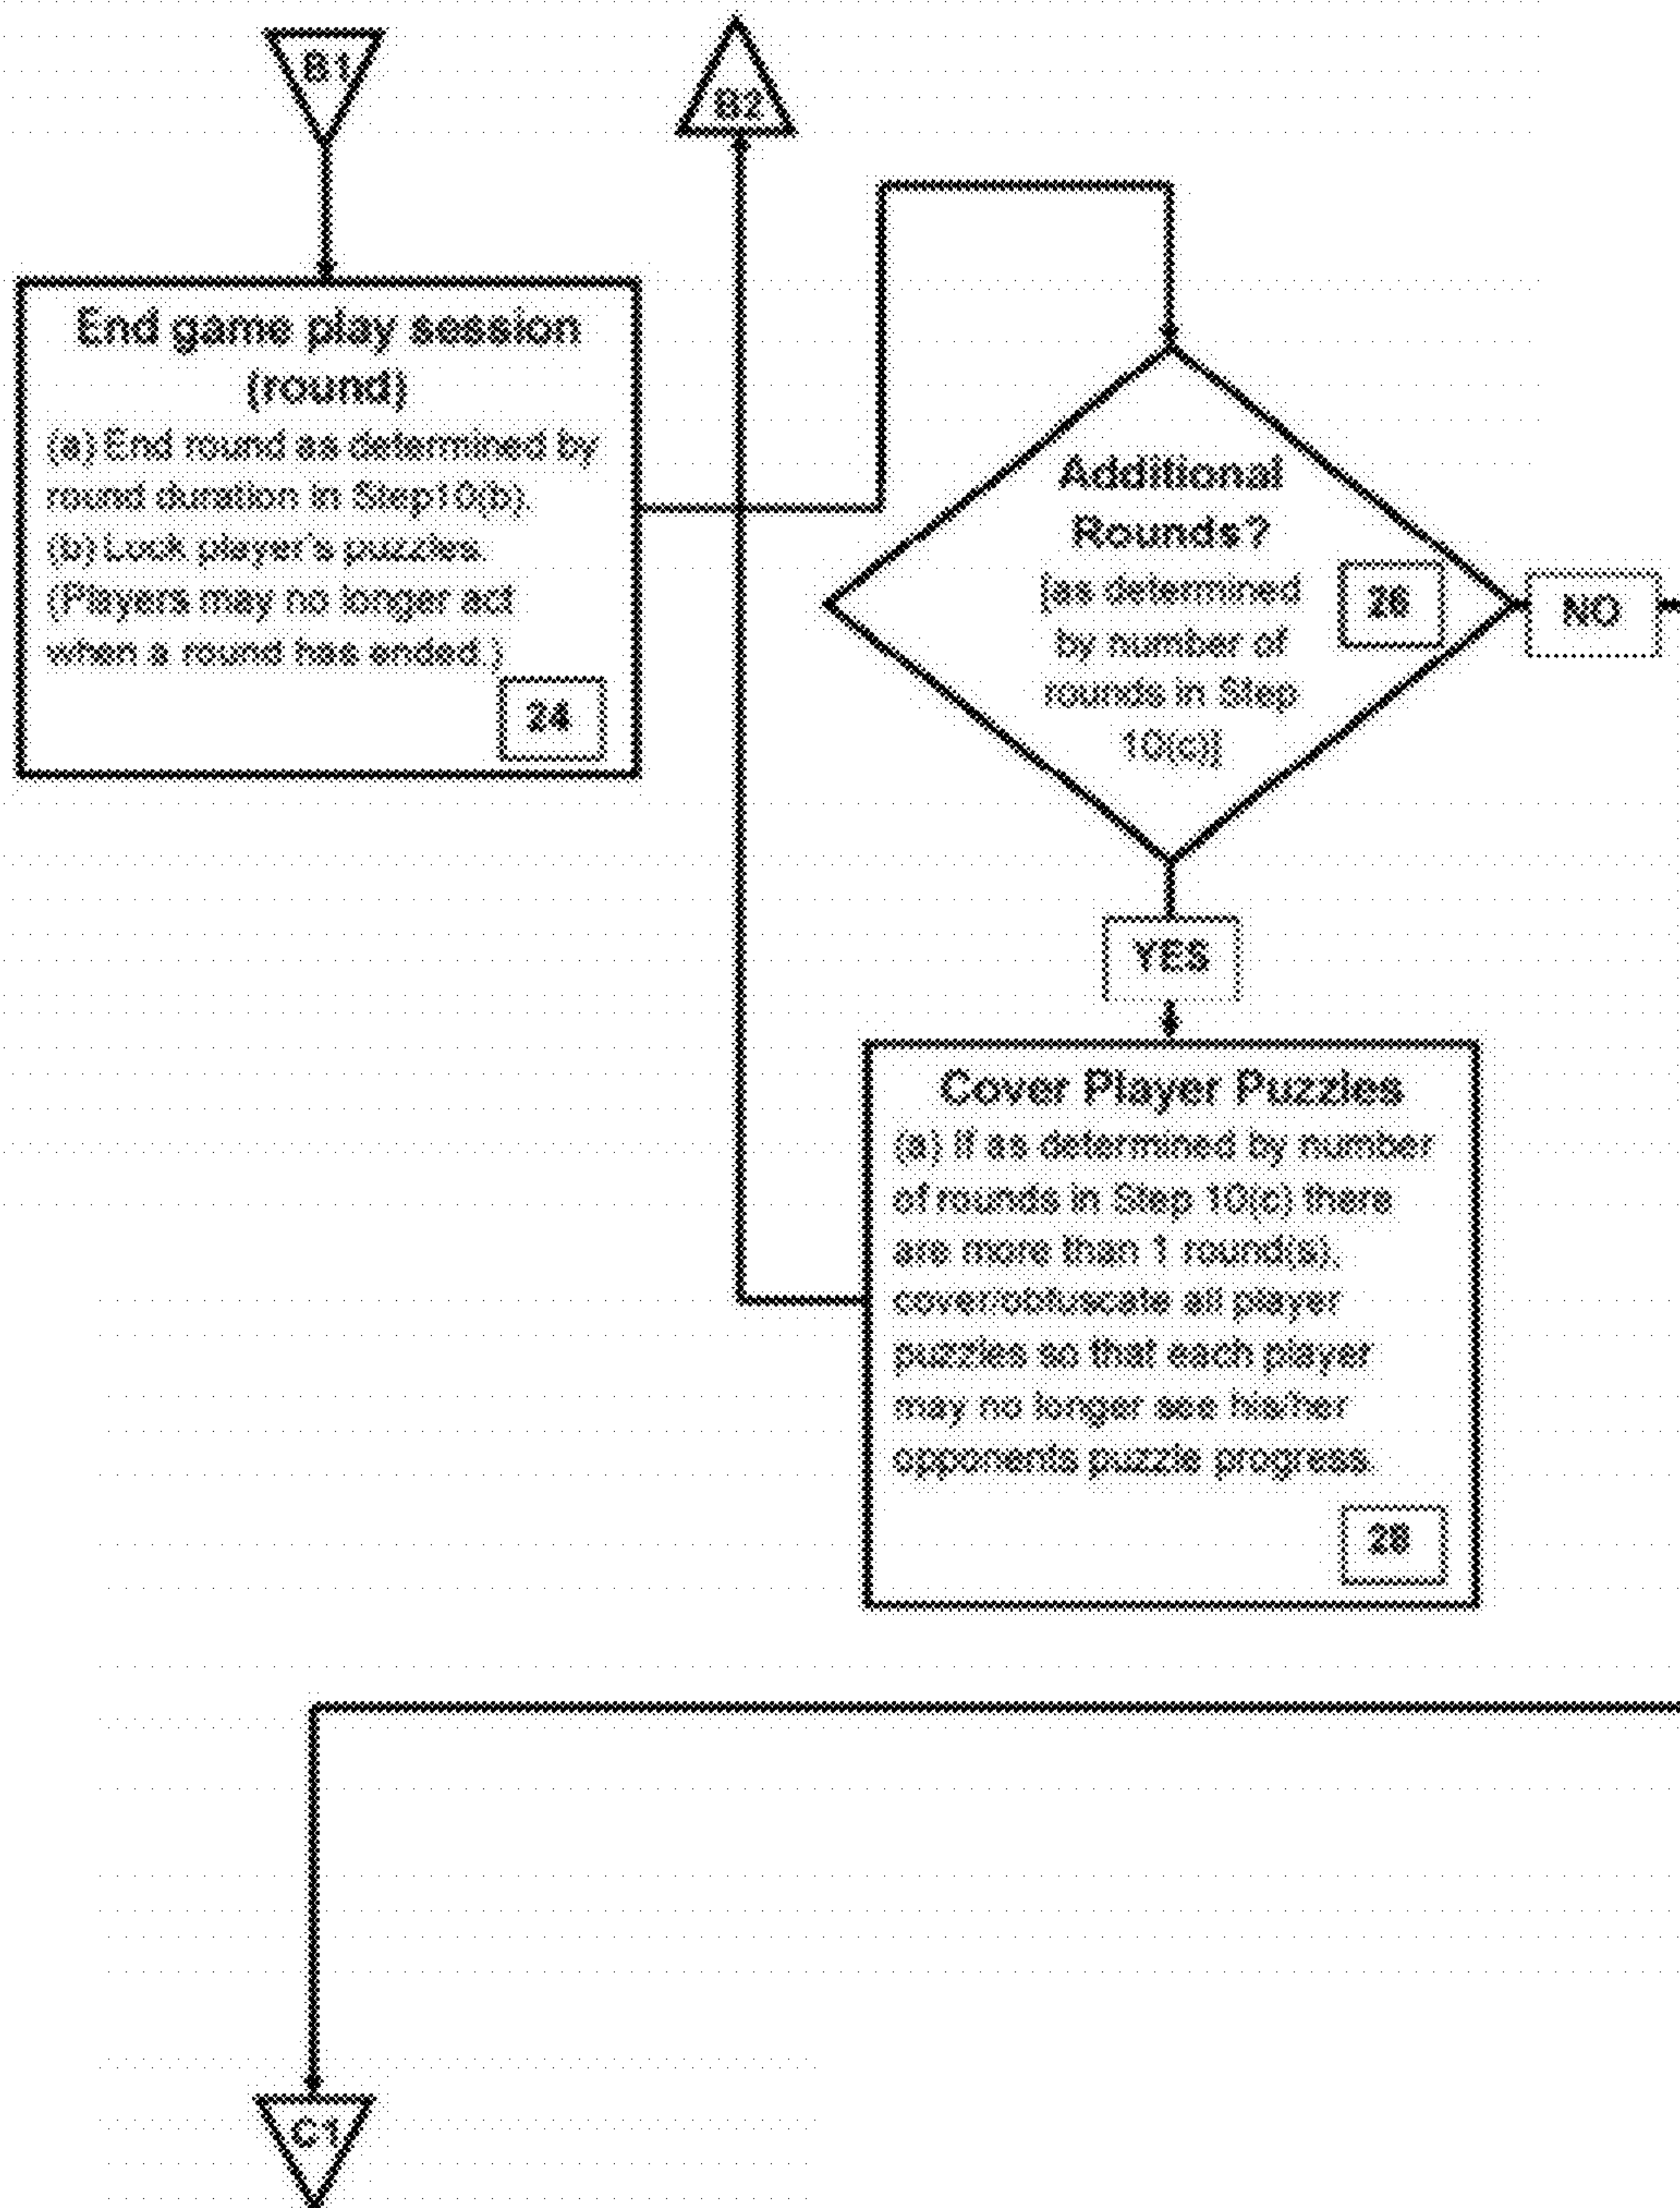 B1
B2
End game play session
(round)
(a) End round as determined by
round duration in Step10(b).
(b) Lock player's puzzles.
(Players may no longer act
when a round has ended.)
24
Additional
Rounds?
[as determined
by number of
rounds in Step
10(c)]
26
NO
YES
Cover Player Puzzles
(a) If as determined by number
of rounds in Step 10(c) there
are more than 1 round(s),
cover/obfuscate all player
puzzles so that each player
may no longer see his/her
opponents puzzle progress.
28
C1